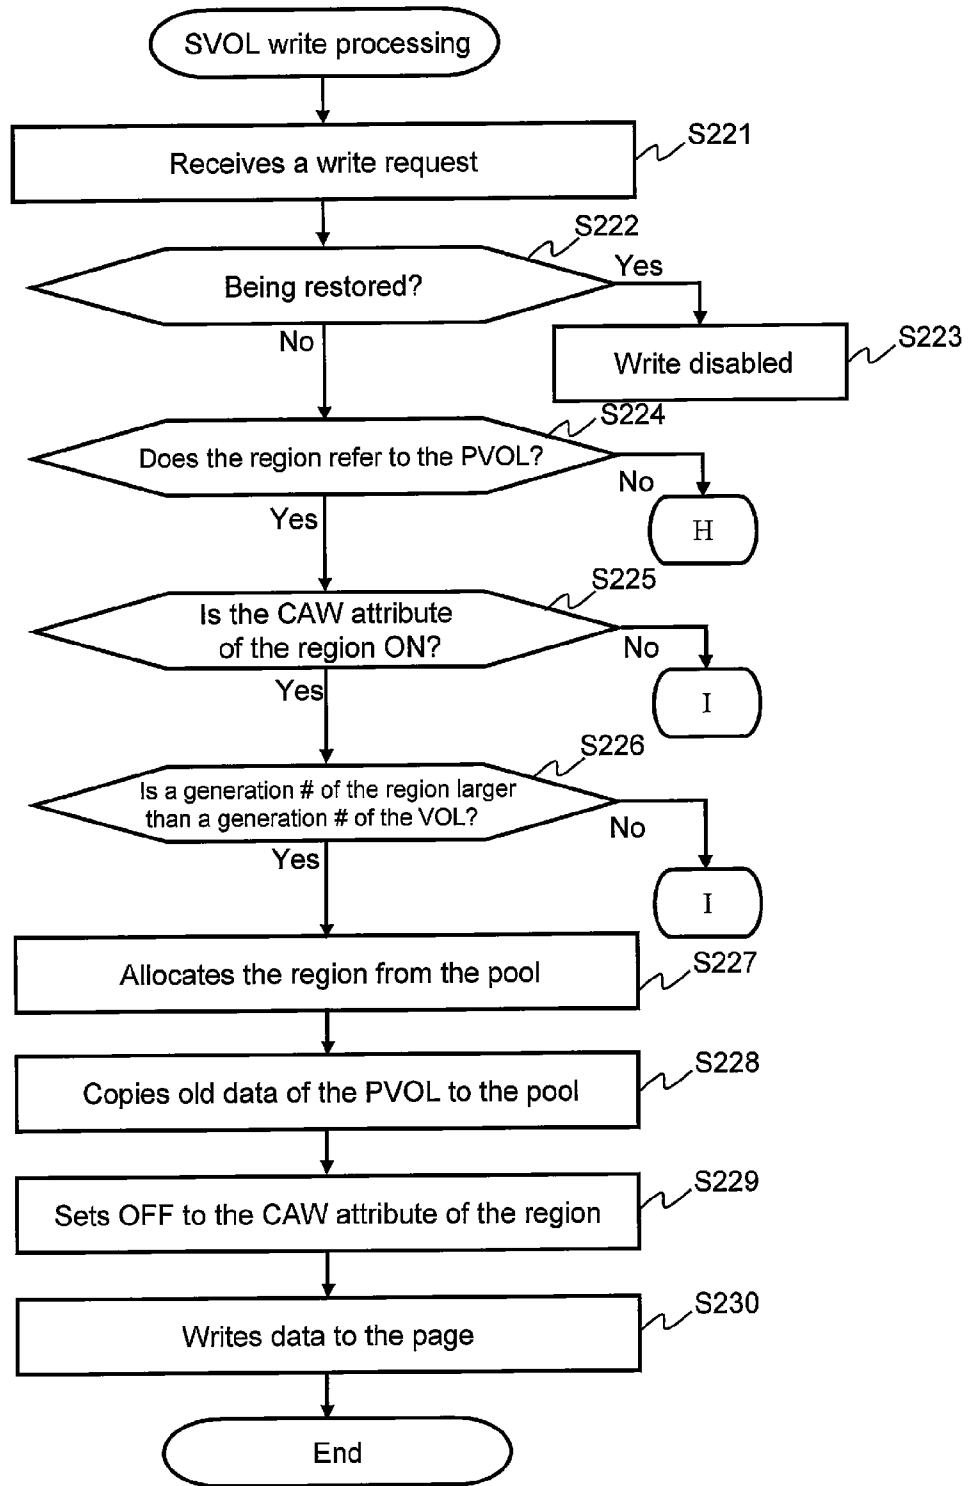 SVOL write processing
S221
Receives a write request
S222
Being restored?
Yes
No
S223
Write disabled
S224
Does the region refer to the PVOL?
No
Yes
H
S225
Is the CAW attribute
of the region ON?
No
Yes
I
S226
Is a generation # of the region larger
than a generation # of the VOL?
No
Yes
I
S227
Allocates the region from the pool
S228
Copies old data of the PVOL to the pool
S229
Sets OFF to the CAW attribute of the region
S230
Writes data to the page
End